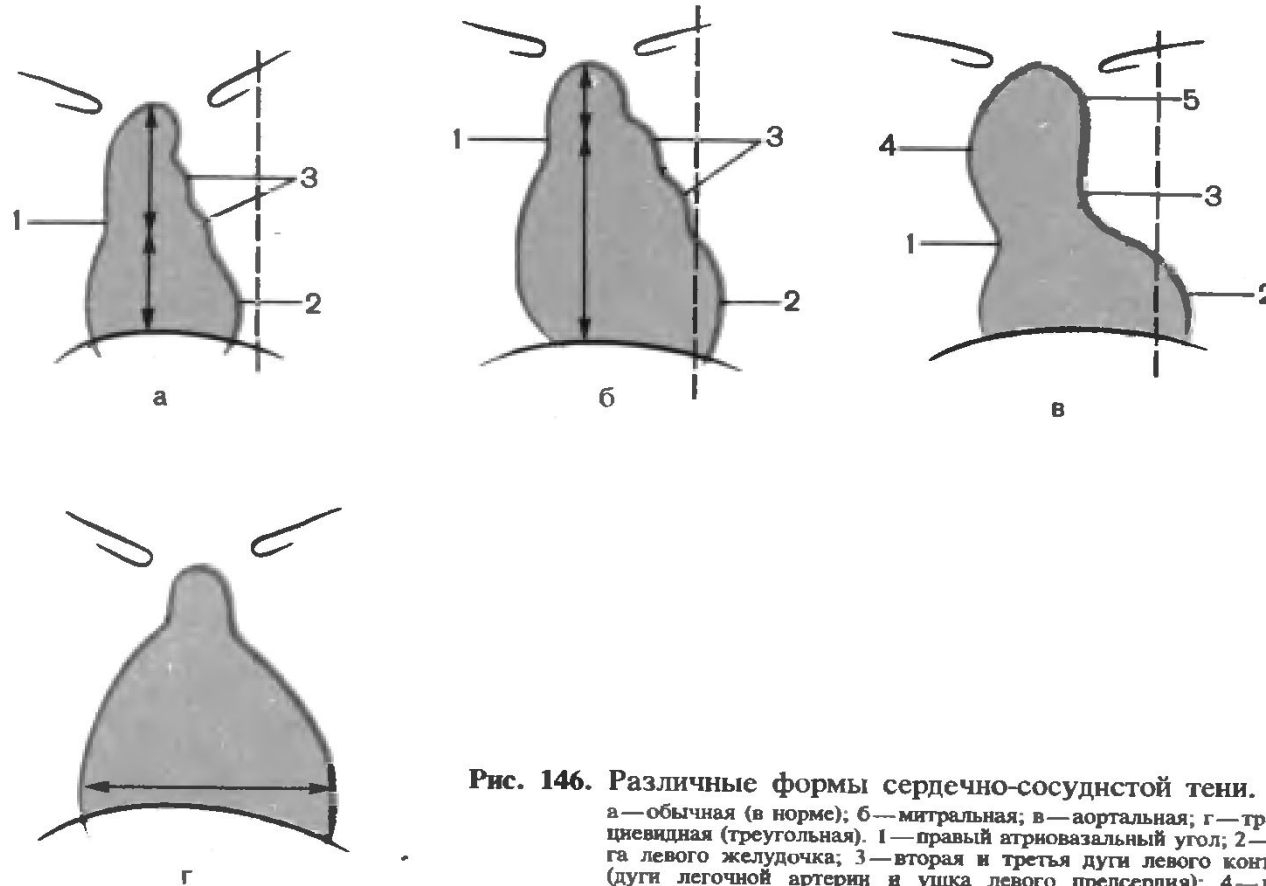 1
3
2
а
1
3
2
б
4
5
3
1
2
в
г
Рис. 146. Различные формы сердечно-сосудистой тени.
а—обычная (в норме); б—митральная; в—аортальная; г—тр
циевидная (треугольная). 1—правый атриовазальный угол; 2—
га левого желудочка; 3—вторая и третья дуги левого конт
(дуги легочной артерии и ушка левого предсердия); 4—